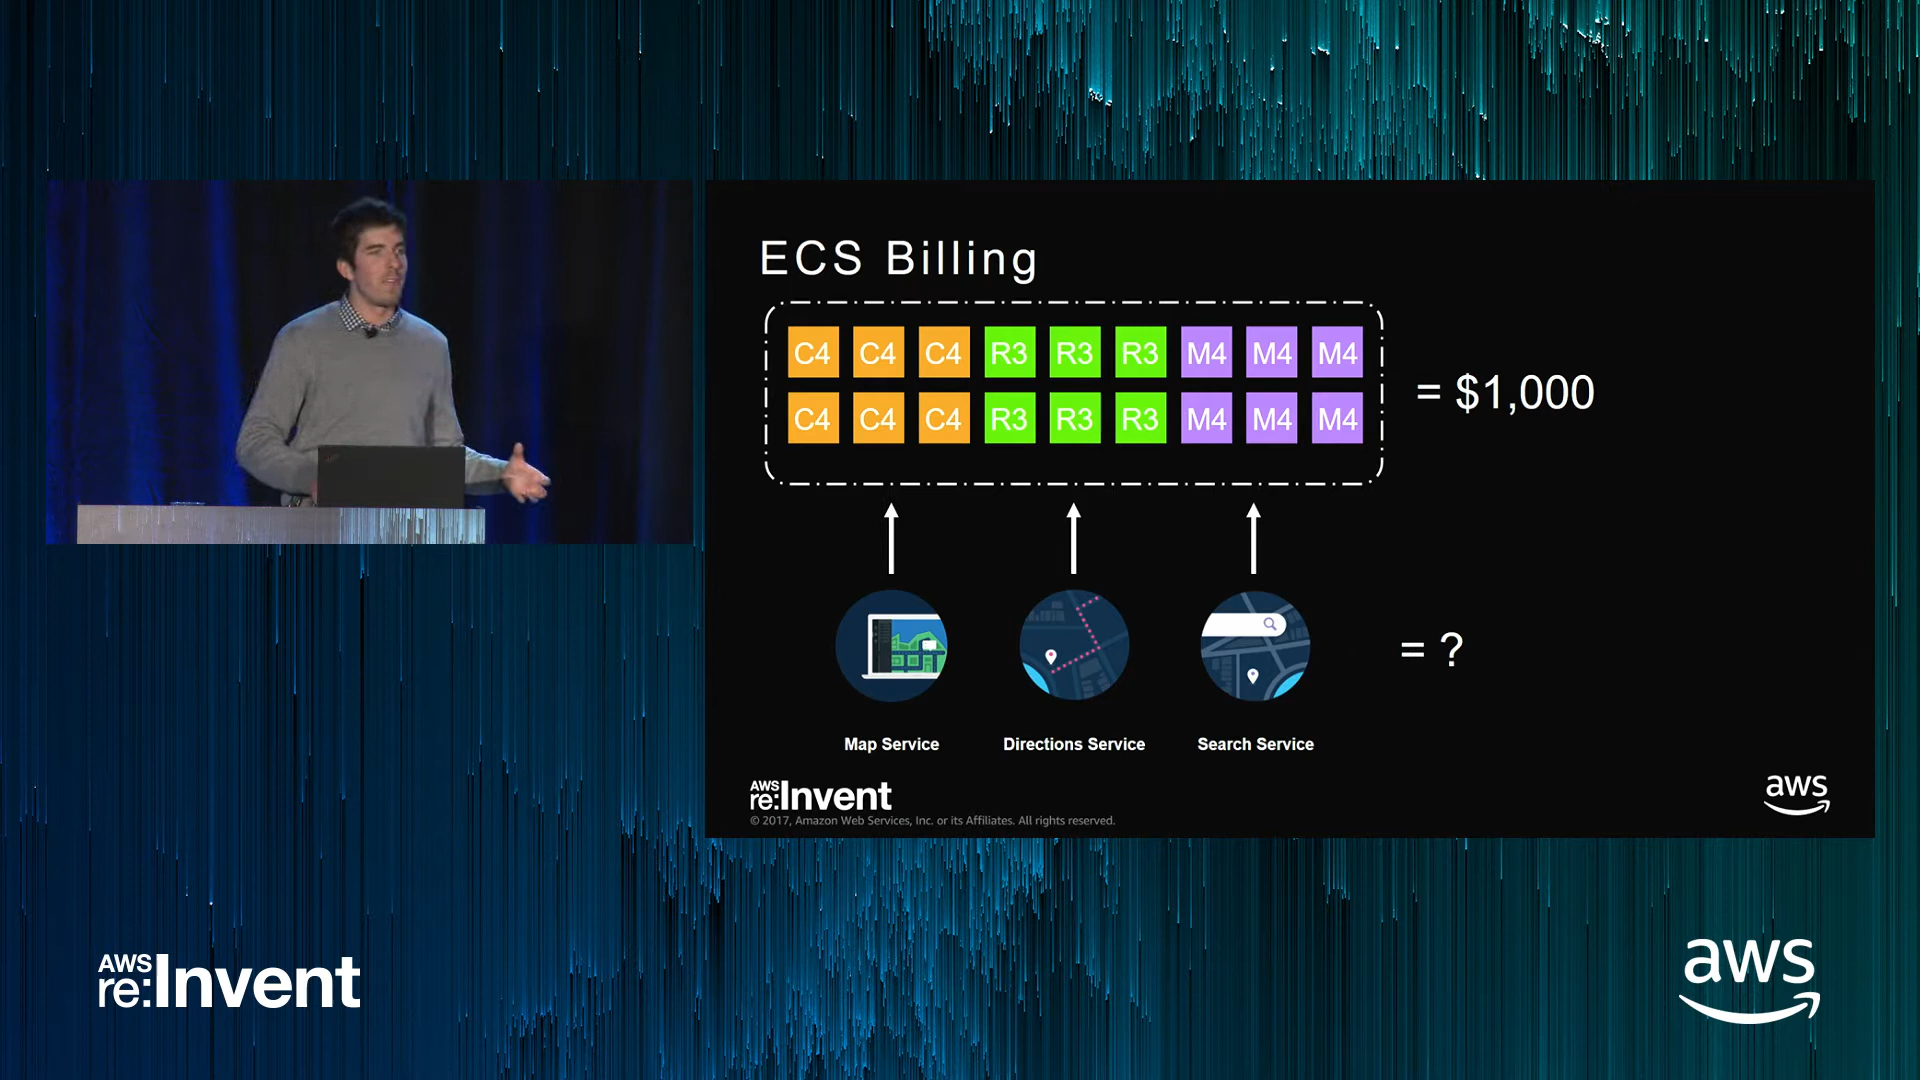 ECS Billing
C4 C4 C4 R3 R3 R3 M4 M4 M4
C4 C4 C4 R3 R3 R3 M4 M4 M4
= $1,000
= ?
Map Service
Directions Service
Search Service
AWS
re:Invent
aws
© 2017, Amazon Web Services, Inc. or its Affiliates. All rights reserved.
AWS
re:Invent
aws